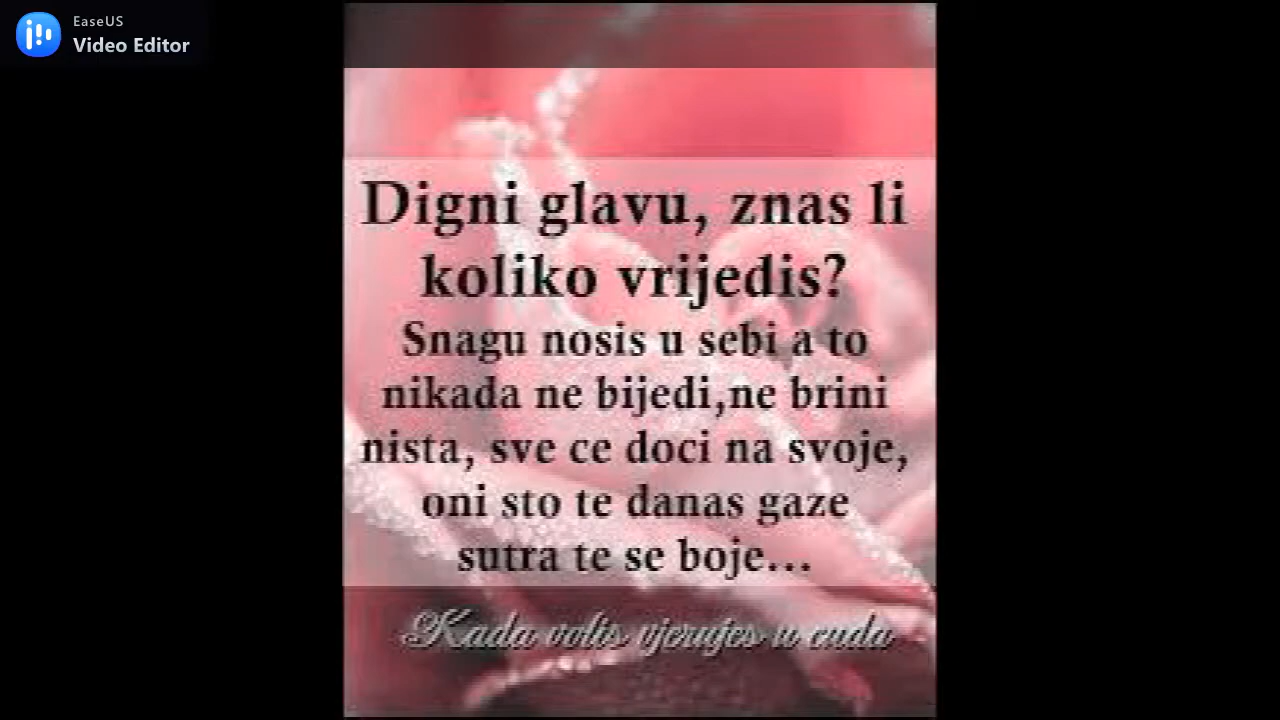 EaseUS
Video Editor
Digni glavu, znas li
koliko vrijedis?
Snagu nosis u sebi a to
nikada ne bijedi,ne brini
nista, sve ce doci na svoje,
oni sto te danas gaze
sutra te se boje...
Kada volis vjerujes u cuda